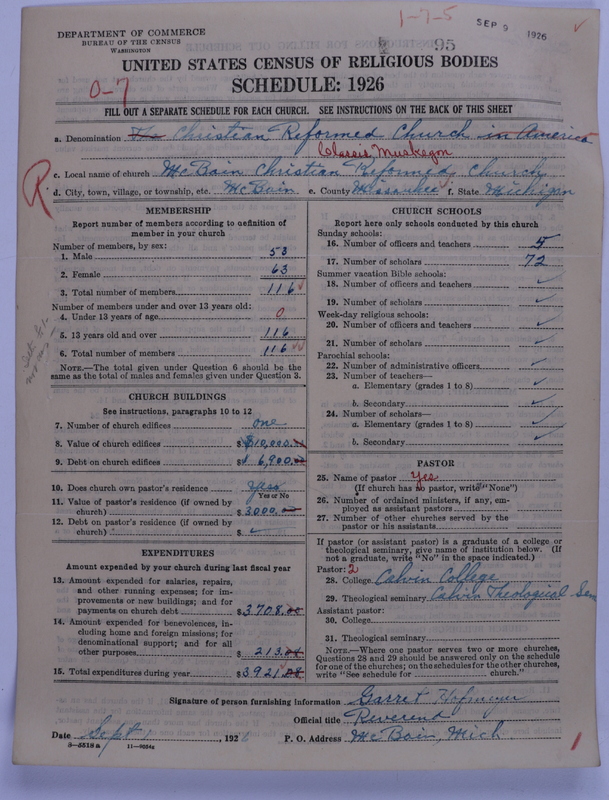 1-7-5
SEP 9 1926
95
DEPARTMENT OF COMMERCE
BUREAU OF THE CENSUS
WASHINGTON
UNITED STATES CENSUS OF RELIGIOUS BODIES
SCHEDULE: 1926
0-7
FILL OUT A SEPARATE SCHEDULE FOR EACH CHURCH. SEE INSTRUCTIONS ON THE BACK OF THIS SHEET
a. Denomination The Christian Reformed Church in America
Classis Muskegon
c. Local name of church McBain Christian Reformed Church
d. City, town, village, or township, etc. McBain e. County Missaukee f. State Michigan
R
MEMBERSHIP
Report number of members according to definition of
member in your church
Number of members, by sex:
1. Male 53
2. Female 63
3. Total number of members 116
Number of members under and over 13 years old:
4. Under 13 years of age 0
5. 13 years old and over 116
6. Total number of members 116
NOTE.—The total given under Question 6 should be the
same as the total of males and females given under Question 3.
CHURCH BUILDINGS
See instructions, paragraphs 10 to 12
7. Number of church edifices one
8. Value of church edifices $ $10,000.00
9. Debt on church edifices $ $ 6,900.00
10. Does church own pastor's residence Yes
Yes or No
11. Value of pastor's residence (if owned by
church) $ 3000.00
12. Debt on pastor's residence (if owned by
church) $
EXPENDITURES
Amount expended by your church during last fiscal year
13. Amount expended for salaries, repairs,
and other running expenses; for im-
provements or new buildings; and for
payments on church debt $ 3708.00
14. Amount expended for benevolences, in-
cluding home and foreign missions; for
denominational support; and for all
other purposes $ 213.08
15. Total expenditures during year $ 3921.08
CHURCH SCHOOLS
Report here only schools conducted by this church
Sunday schools:
16. Number of officers and teachers 5
17. Number of scholars 72
Summer vacation Bible schools:
18. Number of officers and teachers
19. Number of scholars
Week-day religious schools:
20. Number of officers and teachers
21. Number of scholars
Parochial schools:
22. Number of administrative officers
23. Number of teachers—
a. Elementary (grades 1 to 8)
b. Secondary
24. Number of scholars—
a. Elementary (grades 1 to 8)
b. Secondary
PASTOR
25. Name of pastor Yes
(If church has no pastor, write "None")
26. Number of ordained ministers, if any, em-
ployed as assistant pastors
27. Number of other churches served by the
pastor or his assistants
If pastor (or assistant pastor) is a graduate of a college or
theological seminary, give name of institution below. (If
not a graduate, write "No" in the space indicated.)
Pastor: 2
28. College Calvin College
29. Theological seminary Calvin Theological Sem
Assistant pastor:
30. College
31. Theological seminary
NOTE.—Where one pastor serves two or more churches,
Questions 28 and 29 should be answered only on the schedule
for one of the churches; on the schedules for the other churches,
write "See schedule for church."
Signature of person furnishing information Garret Hofmeyer
Official title Reverend
Date Sept 1, 1926 P. O. Address McBain, Mich
8-5518a 11-9054c
1